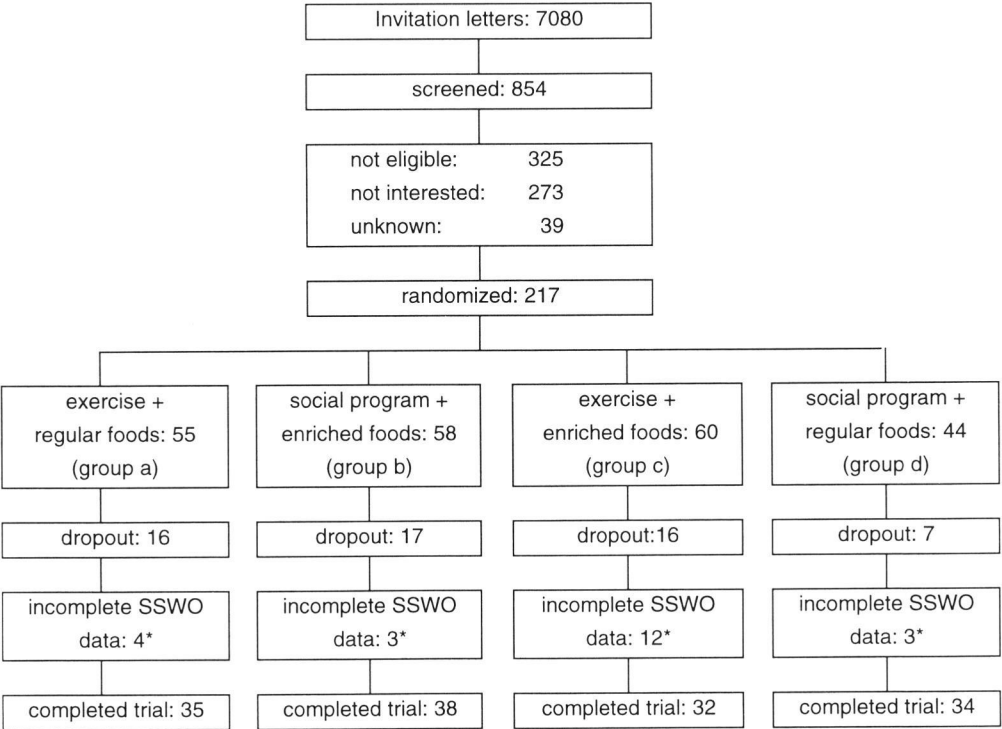 Invitation letters: 7080
screened: 854
not eligible: 325
not interested: 273
unknown: 39
randomized: 217
exercise +
regular foods: 55
(group a)
social program +
enriched foods: 58
(group b)
exercise +
enriched foods: 60
(group c)
social program +
regular foods: 44
(group d)
dropout: 16
dropout: 17
dropout:16
dropout: 7
incomplete SSWO
data: 4*
incomplete SSWO
data: 3*
incomplete SSWO
data: 12*
incomplete SSWO
data: 3*
completed trial: 35
completed trial: 38
completed trial: 32
completed trial: 34